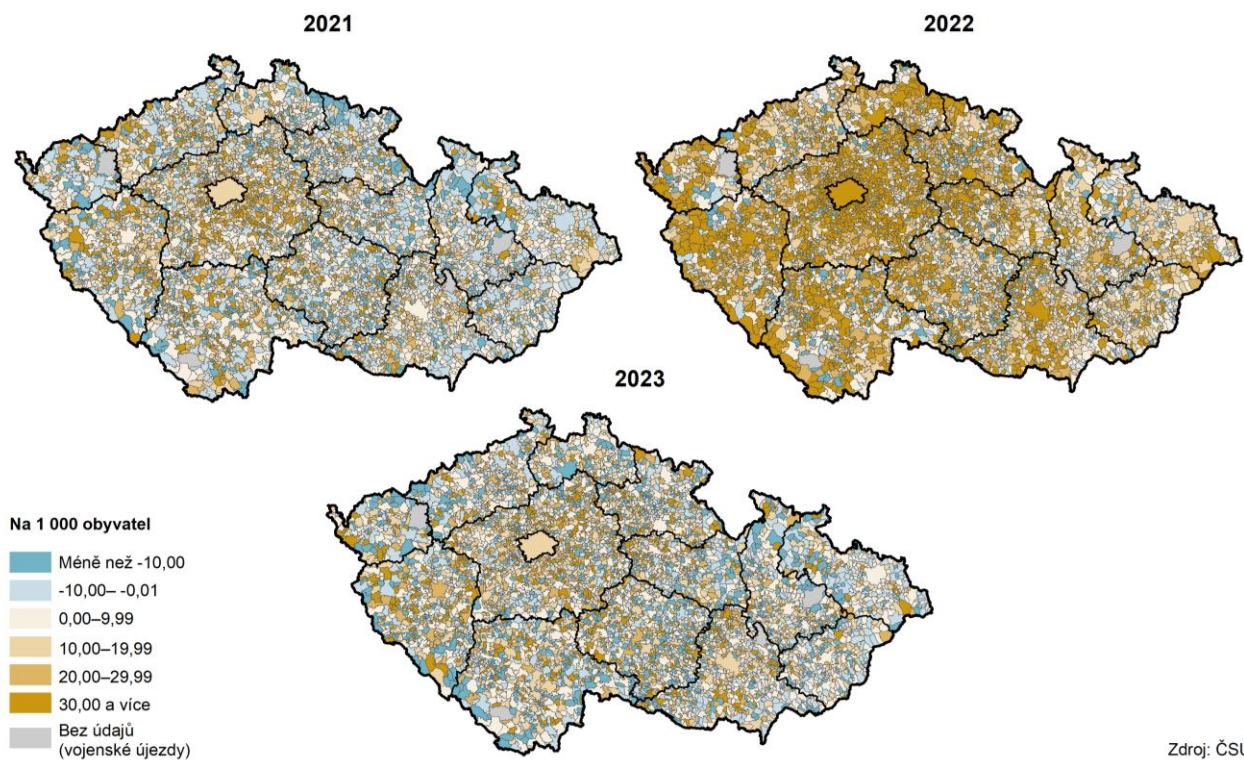 2021
2022
2023
Na 1 000 obyvatel
Méně než -10,00
-10,00– -0,01
0,00–9,99
10,00–19,99
20,00–29,99
30,00 a více
Bez údajů
(vojenské újezdy)
Zdroj: ČSÚ